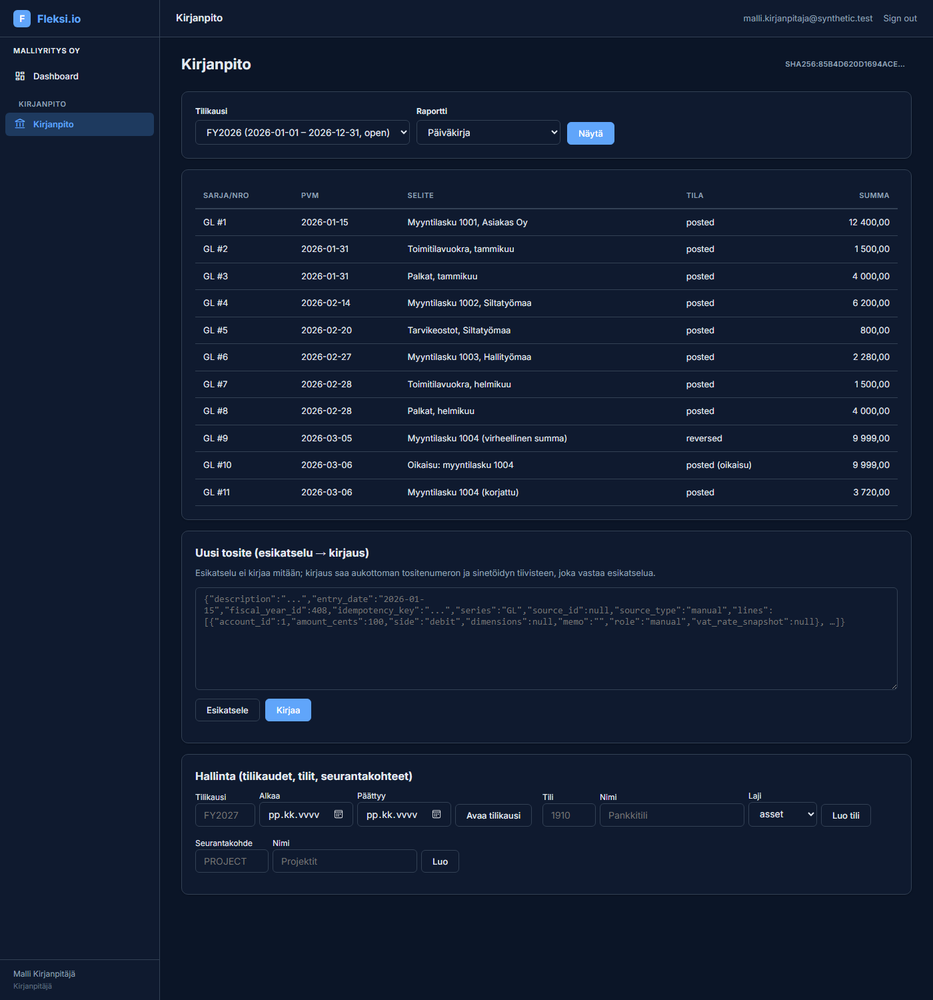 F Fleksi.io
Kirjanpito
malli.kirjanpitaja@synthetic.test Sign out
MALLIYRITYS OY
Dashboard
KIRJANPITO
Kirjanpito
Kirjanpito
SHA256:85B4D620D1694ACE...
Tilikausi Raportti
FY2026 (2026-01-01 – 2026-12-31, open) Päiväkirja Näytä
SARJA/NRO PVM SELITE TILA SUMMA
GL #1 2026-01-15 Myyntilasku 1001, Asiakas Oy posted 12 400,00
GL #2 2026-01-31 Toimitilavuokra, tammikuu posted 1 500,00
GL #3 2026-01-31 Palkat, tammikuu posted 4 000,00
GL #4 2026-02-14 Myyntilasku 1002, Siltatyömaa posted 6 200,00
GL #5 2026-02-20 Tarvikeostot, Siltatyömaa posted 800,00
GL #6 2026-02-27 Myyntilasku 1003, Hallityömaa posted 2 280,00
GL #7 2026-02-28 Toimitilavuokra, helmikuu posted 1 500,00
GL #8 2026-02-28 Palkat, helmikuu posted 4 000,00
GL #9 2026-03-05 Myyntilasku 1004 (virheellinen summa) reversed 9 999,00
GL #10 2026-03-06 Oikaisu: myyntilasku 1004 posted (oikaisu) 9 999,00
GL #11 2026-03-06 Myyntilasku 1004 (korjattu) posted 3 720,00
Uusi tosite (esikatselu → kirjaus)
Esikatselu ei kirjaa mitään; kirjaus saa aukottoman tositenumeron ja sinetöidyn tiivisteen, joka vastaa esikatselua.
{"description":"...","entry_date":"2026-01-
15","fiscal_year_id":408,"idempotency_key":"...","series":"GL","source_id":null,"source_type":"manual","lines":
[{"account_id":1,"amount_cents":100,"side":"debit","dimensions":null,"memo":"","role":"manual","vat_rate_snapshot":null}, …]}
Esikatsele Kirjaa
Hallinta (tilikaudet, tilit, seurantakohteet)
Tilikausi Alkaa Päättyy Tili Nimi Laji
FY2027 pp.kk.vvvv pp.kk.vvvv Avaa tilikausi 1910 Pankkitili asset Luo tili
Seurantakohde Nimi
PROJECT Projektit Luo
Malli Kirjanpitäjä
Kirjanpitäjä